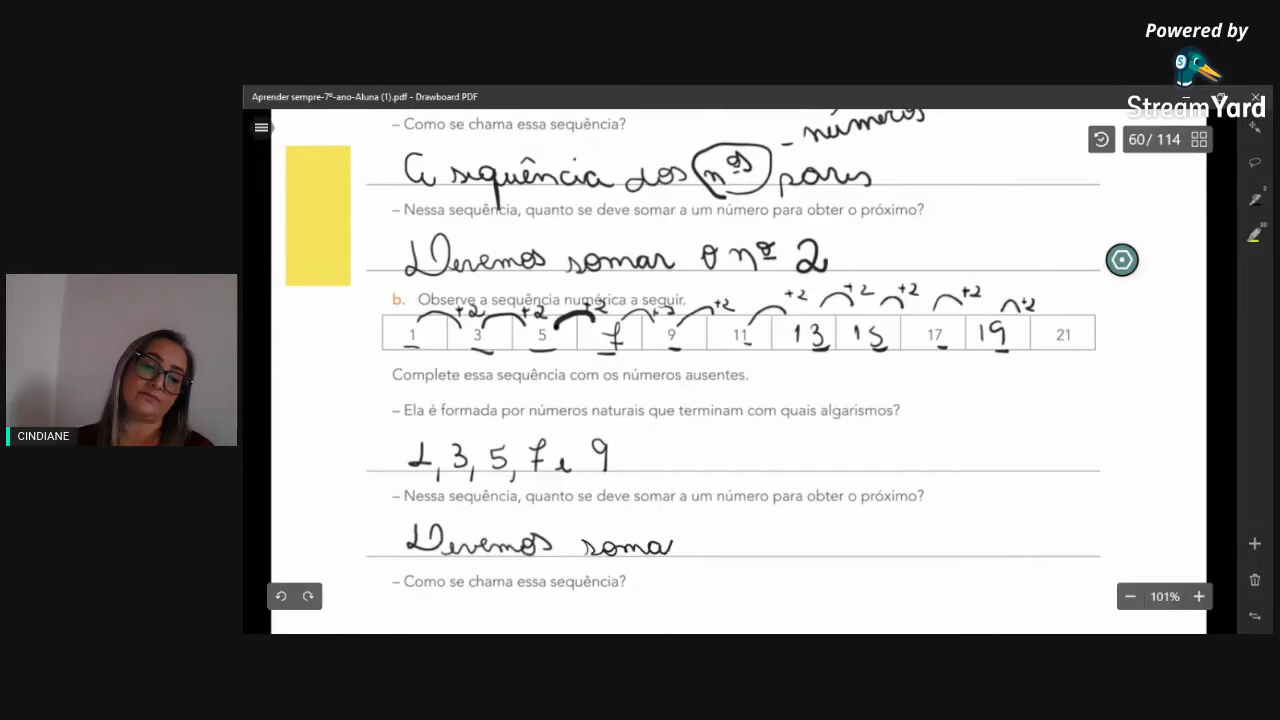 Powered by
StreamYard
Aprender sempre-7º-ano-Aluna (1).pdf - Drawboard PDF
60 / 114
– Como se chama essa sequência?
- números
A sequência dos nºs pares
– Nessa sequência, quanto se deve somar a um número para obter o próximo?
Devemos somar o nº 2
b. Observe a sequência numérica a seguir.
+2 +2 +2 +2 +2 +2 +2 +2 +2 +2
1 3 5 7 9 11 13 15 17 19 21
Complete essa sequência com os números ausentes.
– Ela é formada por números naturais que terminam com quais algarismos?
1, 3, 5, 7 e 9
– Nessa sequência, quanto se deve somar a um número para obter o próximo?
Devemos soma
– Como se chama essa sequência?
101%
CINDIANE